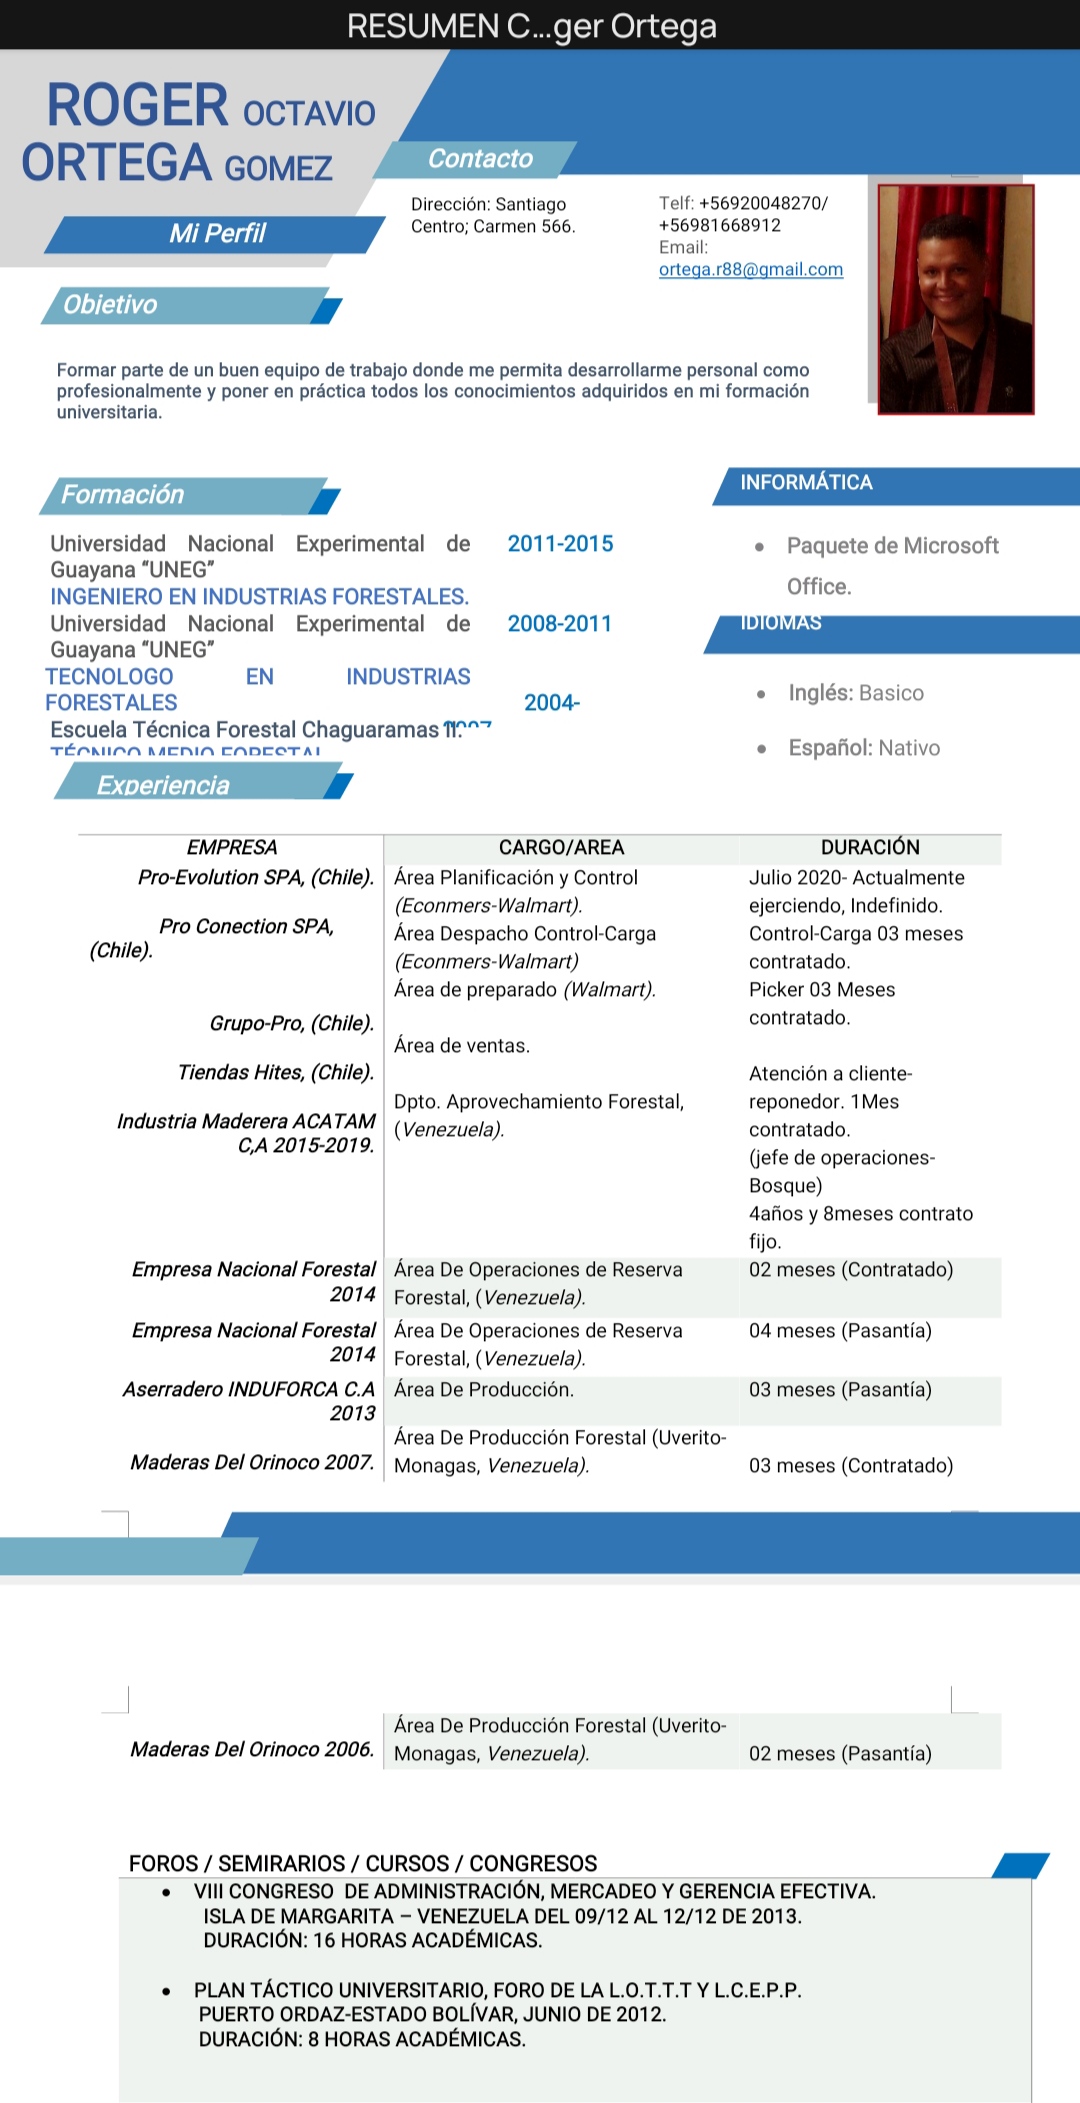 RESUMEN C...ger Ortega
ROGER OCTAVIO
ORTEGA GOMEZ
Mi Perfil
Contacto
Dirección: Santiago
Centro; Carmen 566.
Telf: +56920048270/
+56981668912
Email:
ortega.r88@gmail.com
Objetivo
Formar parte de un buen equipo de trabajo donde me permita desarrollarme personal como
profesionalmente y poner en práctica todos los conocimientos adquiridos en mi formación
universitaria.
Formación
Universidad Nacional Experimental de 2011-2015
Guayana “UNEG”
INGENIERO EN INDUSTRIAS FORESTALES.
Universidad Nacional Experimental de 2008-2011
Guayana “UNEG”
TECNOLOGO EN INDUSTRIAS
FORESTALES 2004-
Escuela Técnica Forestal Chaguaramas
TÉCNICO MEDIO FORESTAL
INFORMÁTICA
• Paquete de Microsoft
Office.
IDIOMAS
• Inglés: Basico
• Español: Nativo
Experiencia
EMPRESA CARGO/AREA DURACIÓN
Pro-Evolution SPA, (Chile).
Pro Conection SPA,
(Chile).
Grupo-Pro, (Chile).
Tiendas Hites, (Chile).
Industria Maderera ACATAM
C,A 2015-2019.
Área Planificación y Control
(Econmers-Walmart).
Área Despacho Control-Carga
(Econmers-Walmart)
Área de preparado (Walmart).
Área de ventas.
Dpto. Aprovechamiento Forestal,
(Venezuela).
Julio 2020- Actualmente
ejerciendo, Indefinido.
Control-Carga 03 meses
contratado.
Picker 03 Meses
contratado.
Atención a cliente-
reponedor. 1Mes
contratado.
(jefe de operaciones-
Bosque)
4años y 8meses contrato
fijo.
Empresa Nacional Forestal
2014
Área De Operaciones de Reserva
Forestal, (Venezuela).
02 meses (Contratado)
Empresa Nacional Forestal
2014
Área De Operaciones de Reserva
Forestal, (Venezuela).
04 meses (Pasantía)
Aserradero INDUFORCA C.A
2013
Área De Producción.
03 meses (Pasantía)
Maderas Del Orinoco 2007.
Área De Producción Forestal (Uverito-
Monagas, Venezuela).
03 meses (Contratado)
Maderas Del Orinoco 2006.
Área De Producción Forestal (Uverito-
Monagas, Venezuela).
02 meses (Pasantía)
FOROS / SEMIRARIOS / CURSOS / CONGRESOS
• VIII CONGRESO DE ADMINISTRACIÓN, MERCADEO Y GERENCIA EFECTIVA.
ISLA DE MARGARITA – VENEZUELA DEL 09/12 AL 12/12 DE 2013.
DURACIÓN: 16 HORAS ACADÉMICAS.
• PLAN TÁCTICO UNIVERSITARIO, FORO DE LA L.O.T.T.T Y L.C.E.P.P.
PUERTO ORDAZ-ESTADO BOLÍVAR, JUNIO DE 2012.
DURACIÓN: 8 HORAS ACADÉMICAS.